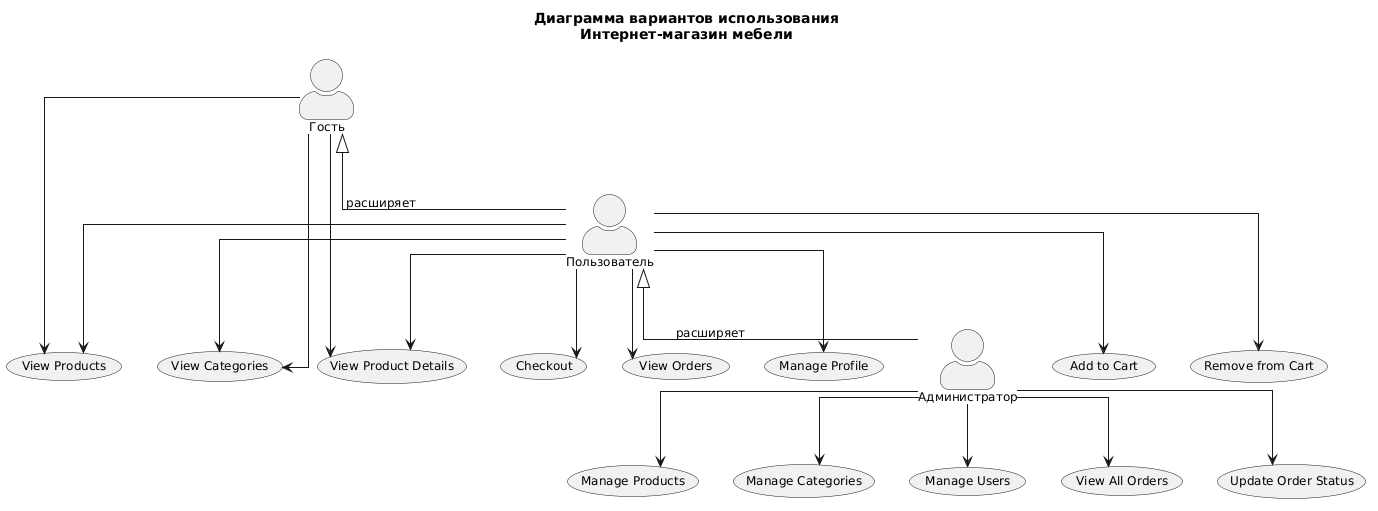 Диаграмма вариантов использования
Интернет-магазин мебели
Гость
расширяет
Пользователь
расширяет
View Products
View Categories
View Product Details
Checkout
View Orders
Manage Profile
Add to Cart
Remove from Cart
Администратор
Manage Products
Manage Categories
Manage Users
View All Orders
Update Order Status